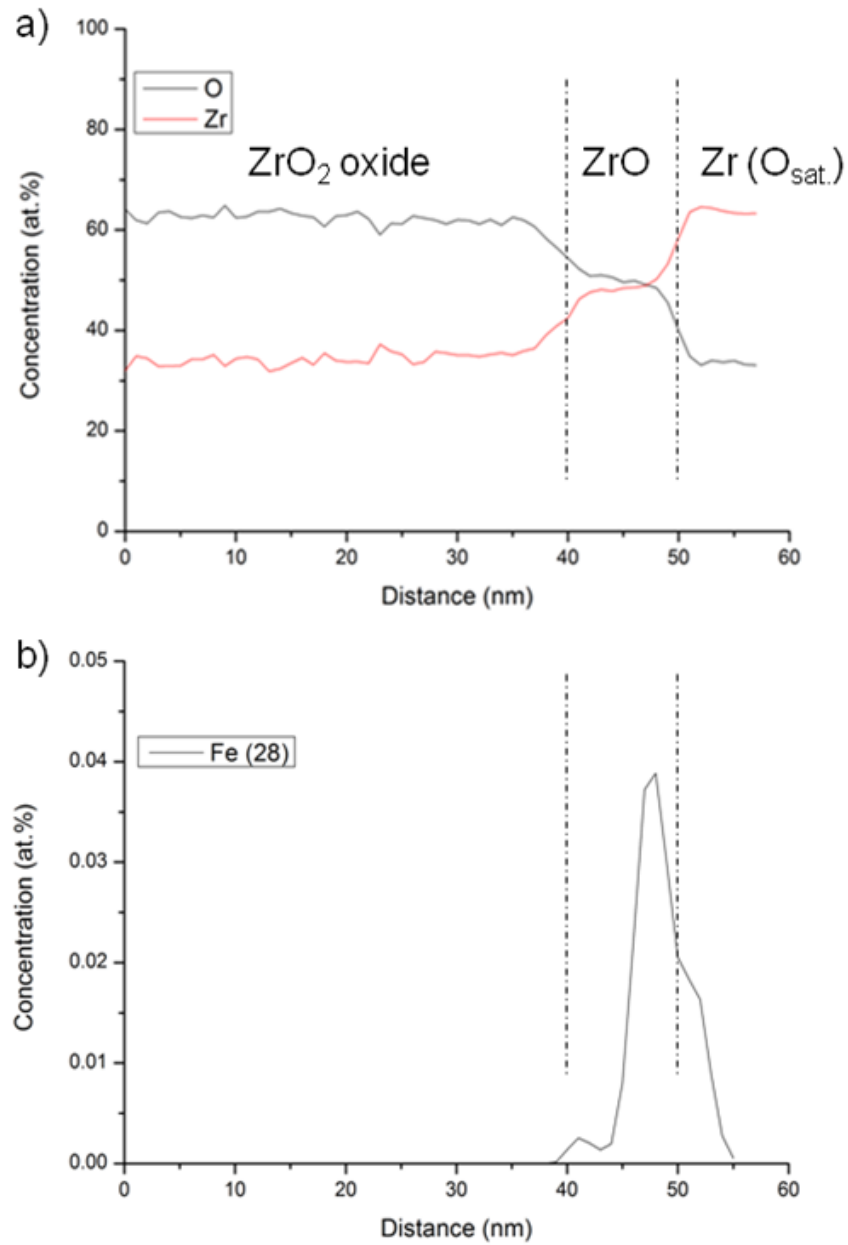 a)
100
80
60
40
20
0
Concentration (at.%)
O
Zr
ZrO₂ oxide
ZrO
Zr (Osat.)
0 10 20 30 40 50 60
Distance (nm)
b)
0.05
0.04
0.03
0.02
0.01
0.00
Concentration (at.%)
Fe (28)
0 10 20 30 40 50 60
Distance (nm)